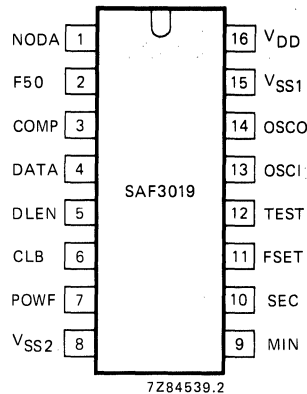 NODA 1 16 VDD
F50 2 15 VSS1
COMP 3 14 OSCO
DATA 4 13 OSCI
SAF3019
DLEN 5 12 TEST
CLB 6 11 FSET
POWF 7 10 SEC
VSS2 8 9 MIN
7Z84539.2